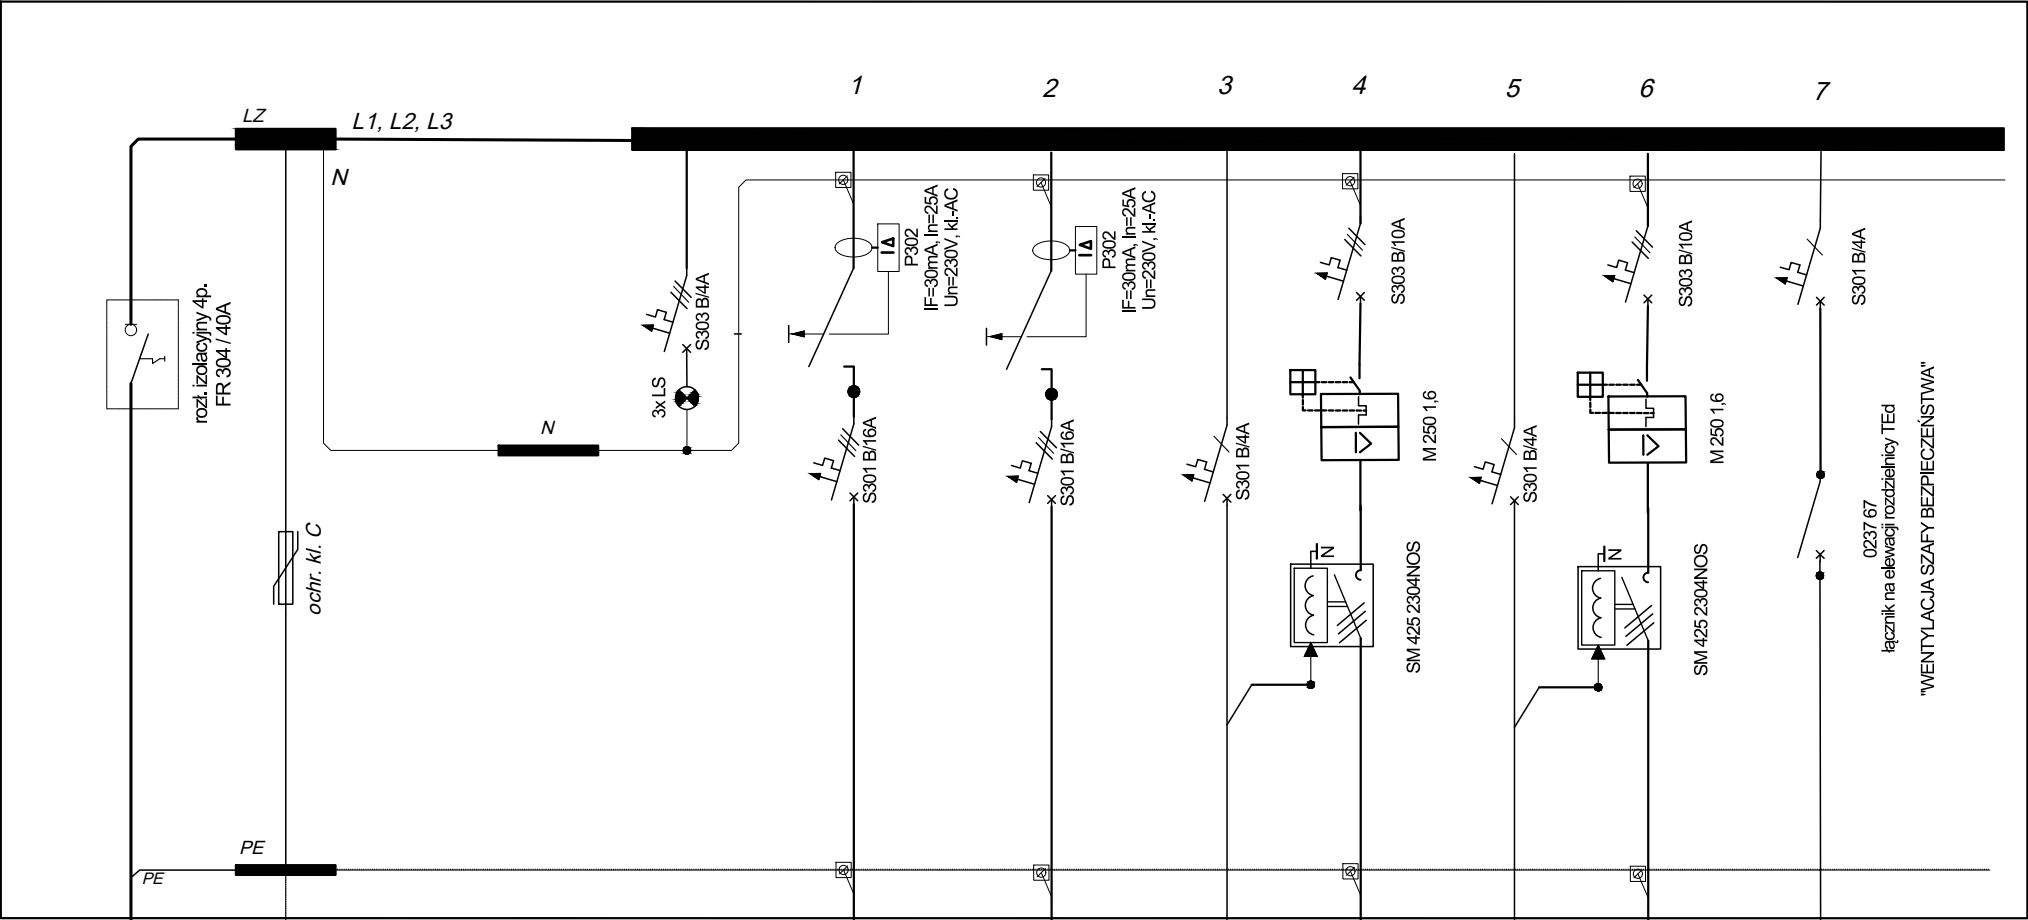 1
2
3
4
5
6
7
LZ
L1, L2, L3
N
rozł. izolacyjny 4p.
FR 304 / 40A
ochr. kl. C
N
S303 B/4A
3x LS
P302
IF=30mA, In=25A
Un=230V, kl.-AC
S301 B/16A
P302
IF=30mA, In=25A
Un=230V, kl.-AC
S301 B/16A
S301 B/4A
S303 B/10A
M 250 1,6
N
SM 425 2304NOS
S301 B/4A
S303 B/10A
M 250 1,6
N
SM 425 2304NOS
S301 B/4A
0237 67
łącznik na elewacji rozdzielnicy TEd
"WENTYLACJA SZAFY BEZPIECZEŃSTWA"
PE
PE